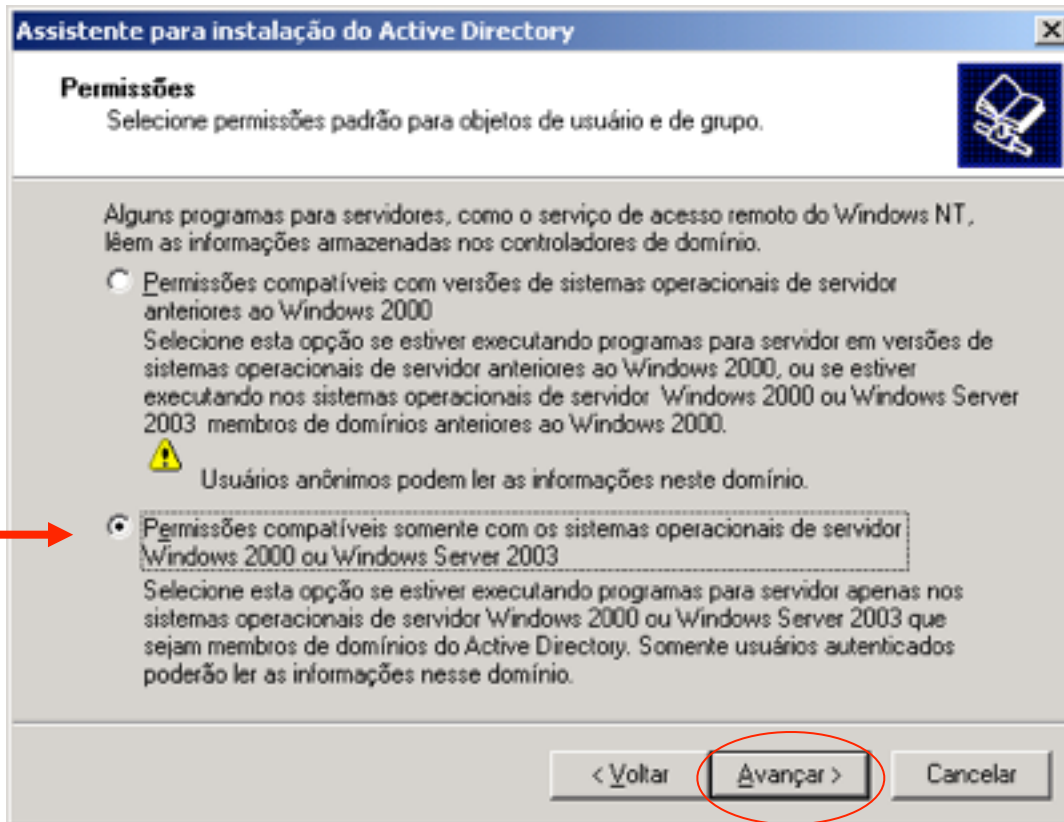 Assistente para instalação do Active Directory
Permissões
Selecione permissões padrão para objetos de usuário e de grupo.
Alguns programas para servidores, como o serviço de acesso remoto do Windows NT,
lêem as informações armazenadas nos controladores de domínio.
Permissões compatíveis com versões de sistemas operacionais de servidor
anteriores ao Windows 2000
Selecione esta opção se estiver executando programas para servidor em versões de
sistemas operacionais de servidor anteriores ao Windows 2000, ou se estiver
executando nos sistemas operacionais de servidor Windows 2000 ou Windows Server
2003 membros de domínios anteriores ao Windows 2000.
Usuários anônimos podem ler as informações neste domínio.
Permissões compatíveis somente com os sistemas operacionais de servidor
Windows 2000 ou Windows Server 2003
Selecione esta opção se estiver executando programas para servidor apenas nos
sistemas operacionais de servidor Windows 2000 ou Windows Server 2003 que
sejam membros de domínios do Active Directory. Somente usuários autenticados
poderão ler as informações nesse domínio.
< Voltar Avançar > Cancelar